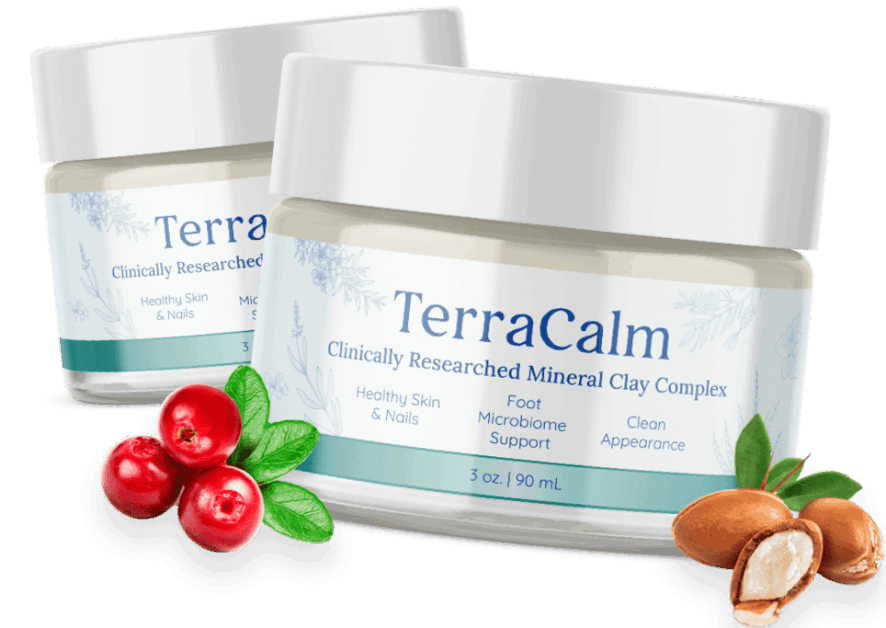 Terra
Clinically Researched
Healthy Skin
& Nails
3
TerraCalm
Clinically Researched Mineral Clay Complex
Healthy Skin
& Nails
Foot
Microbiome
Support
Clean
Appearance
3 oz. | 90 mL